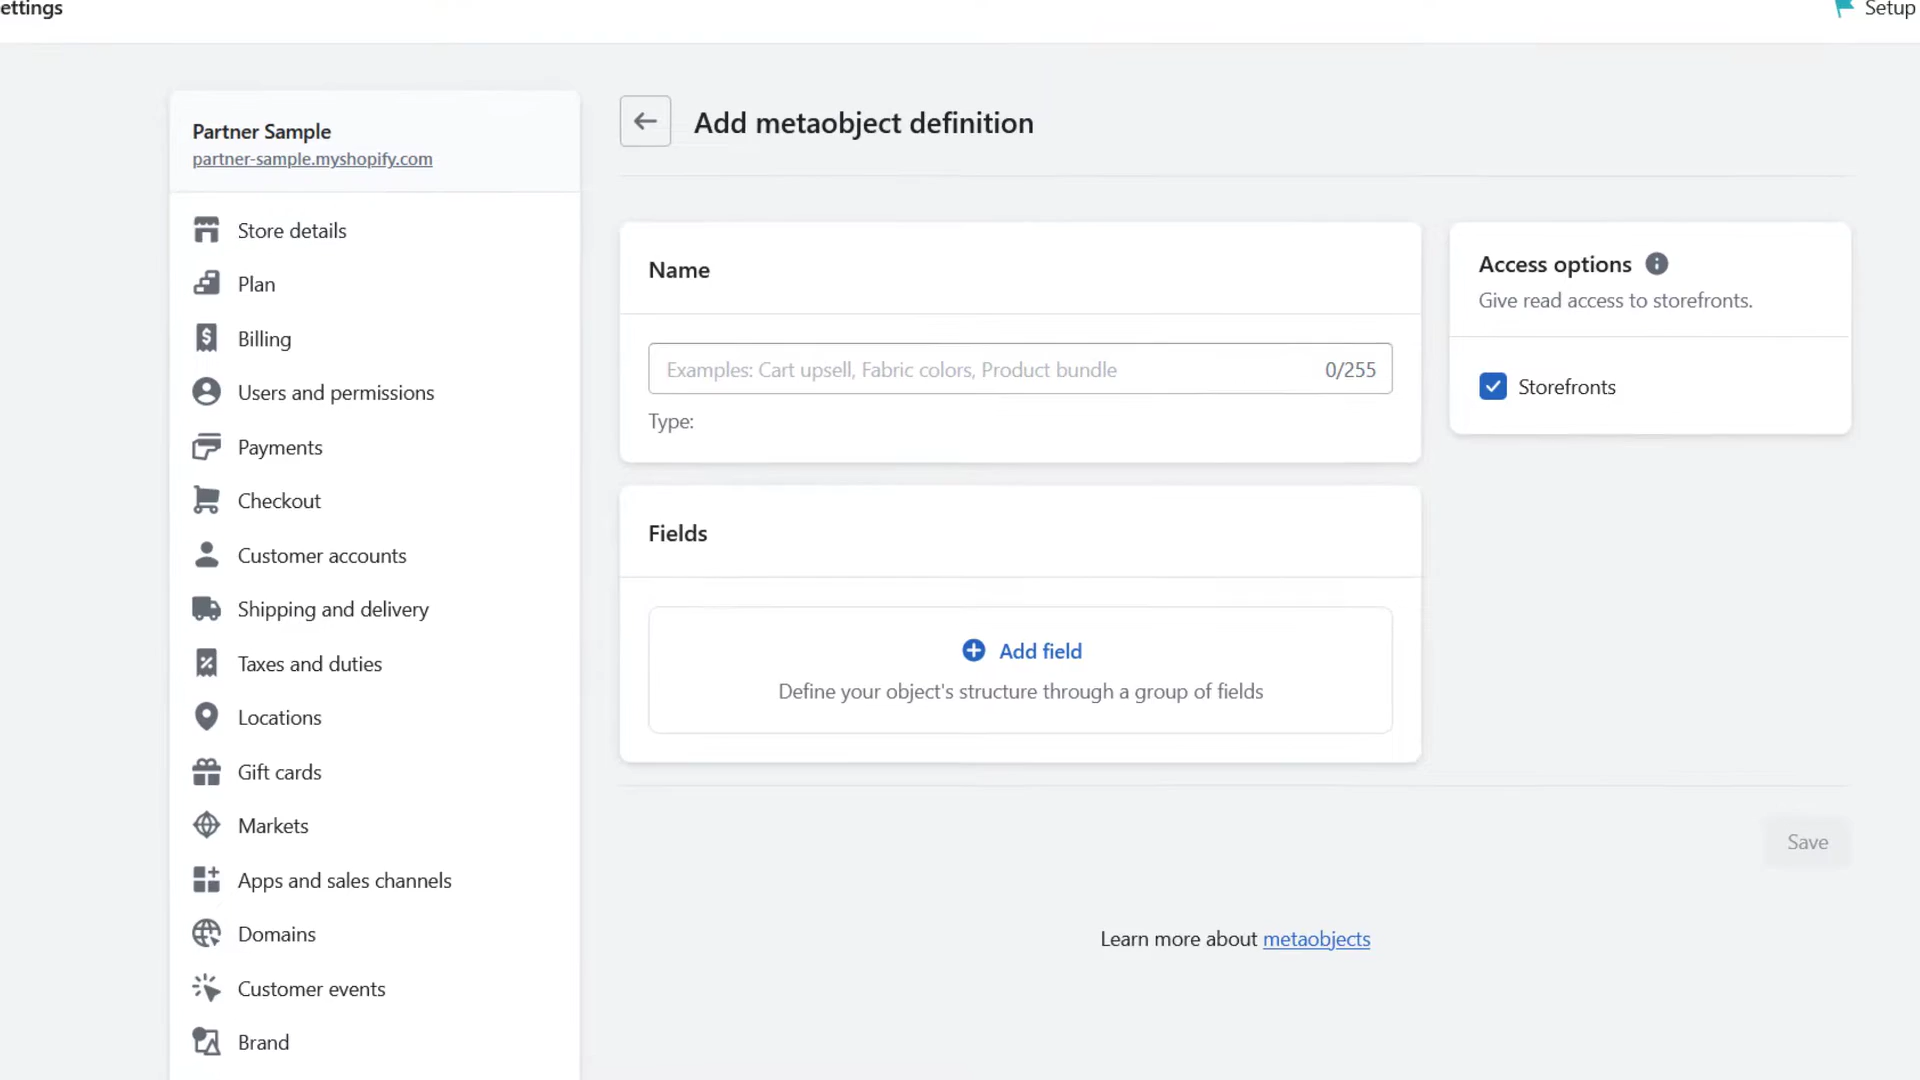 ettings
Setup
Partner Sample
partner-sample.myshopify.com
Store details
Plan
Billing
Users and permissions
Payments
Checkout
Customer accounts
Shipping and delivery
Taxes and duties
Locations
Gift cards
Markets
Apps and sales channels
Domains
Customer events
Brand
Add metaobject definition
Name
Examples: Cart upsell, Fabric colors, Product bundle 0/255
Type:
Fields
Add field
Define your object's structure through a group of fields
Access options
Give read access to storefronts.
Storefronts
Save
Learn more about metaobjects